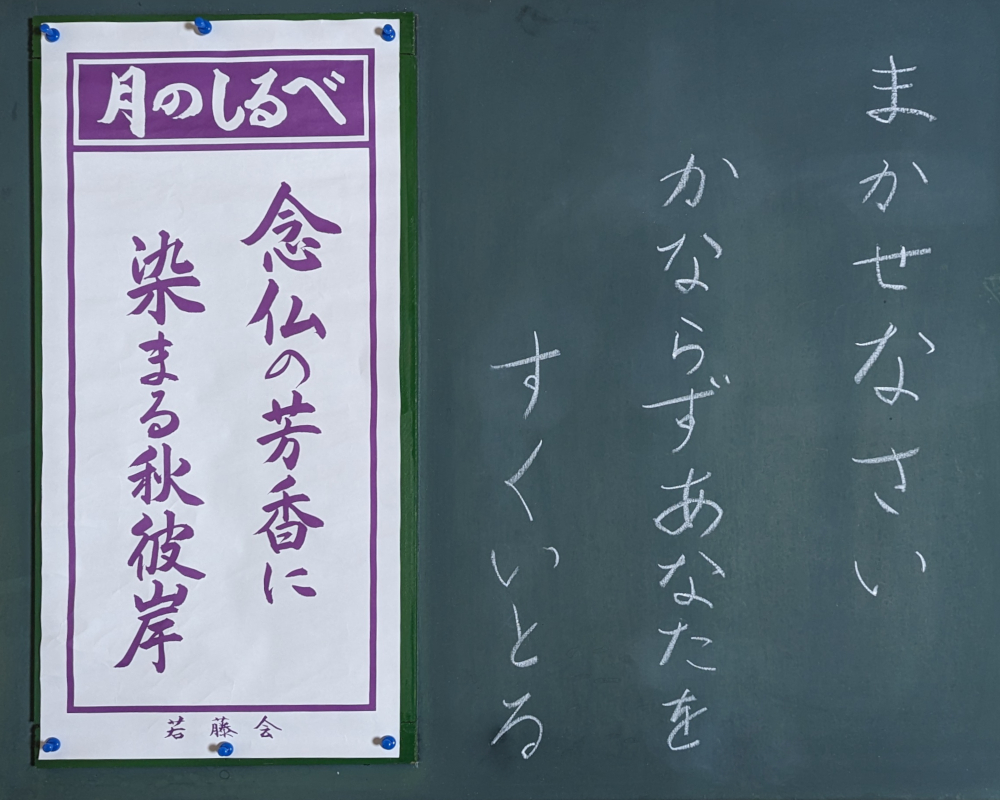 まかせなさい
かならずあなたを
すくいとる
月のしるべ
念仏の芳香に
染まる秋彼岸
若藤会